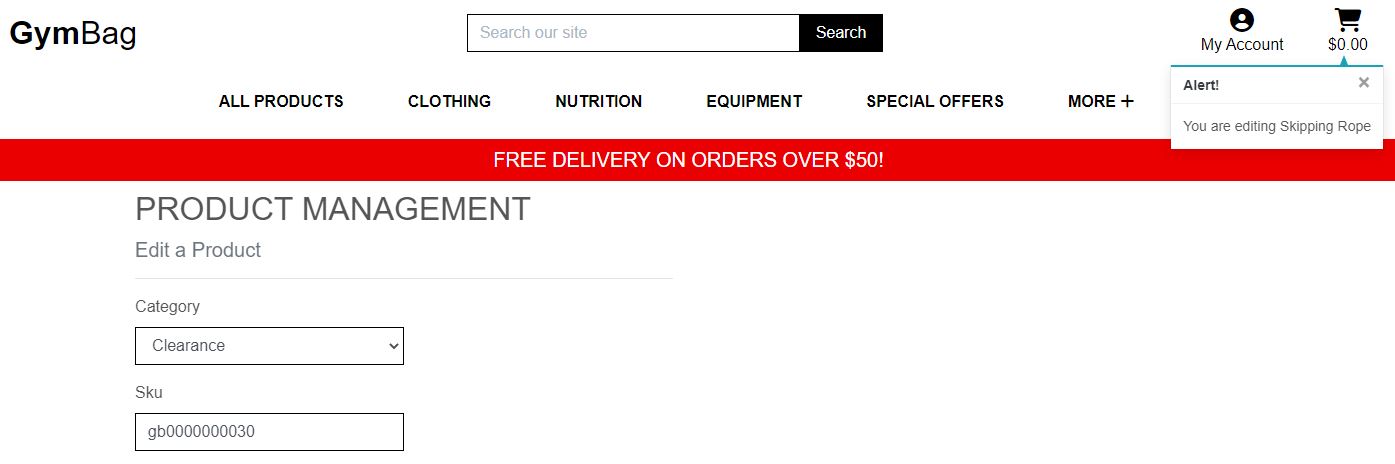 GymBag
Search our site
Search
My Account
$0.00
ALL PRODUCTS
CLOTHING
NUTRITION
EQUIPMENT
SPECIAL OFFERS
MORE +
Alert!
×
You are editing Skipping Rope
FREE DELIVERY ON ORDERS OVER $50!
PRODUCT MANAGEMENT
Edit a Product
Category
Clearance
Sku
gb0000000030